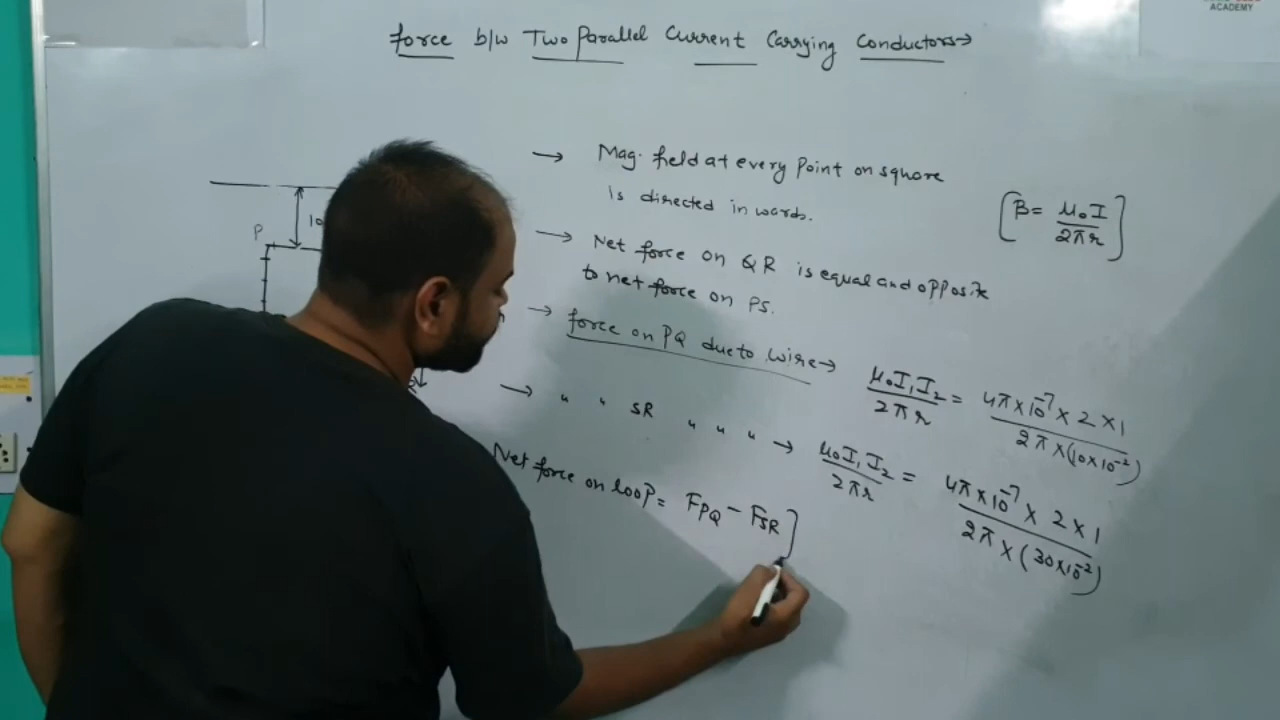 ACADEMY
Force b/w Two Parallel Current Carrying Conductors→
→ Mag. field at every Point on square
is directed inwards.
[B= μ₀I/2πr]
→ Net force on QR is equal and opposite
to net force on PS.
→ force on PQ due to wire→ μ₀I₁I₂/2πr = 4π×10⁻⁷×2×1/2π×(10×10⁻²)
→ " " SR " " " → μ₀I₁I₂/2πr = 4π×10⁻⁷×2×1/2π×(30×10⁻²)
Net force on loop = F_PQ - F_SR]
10
P